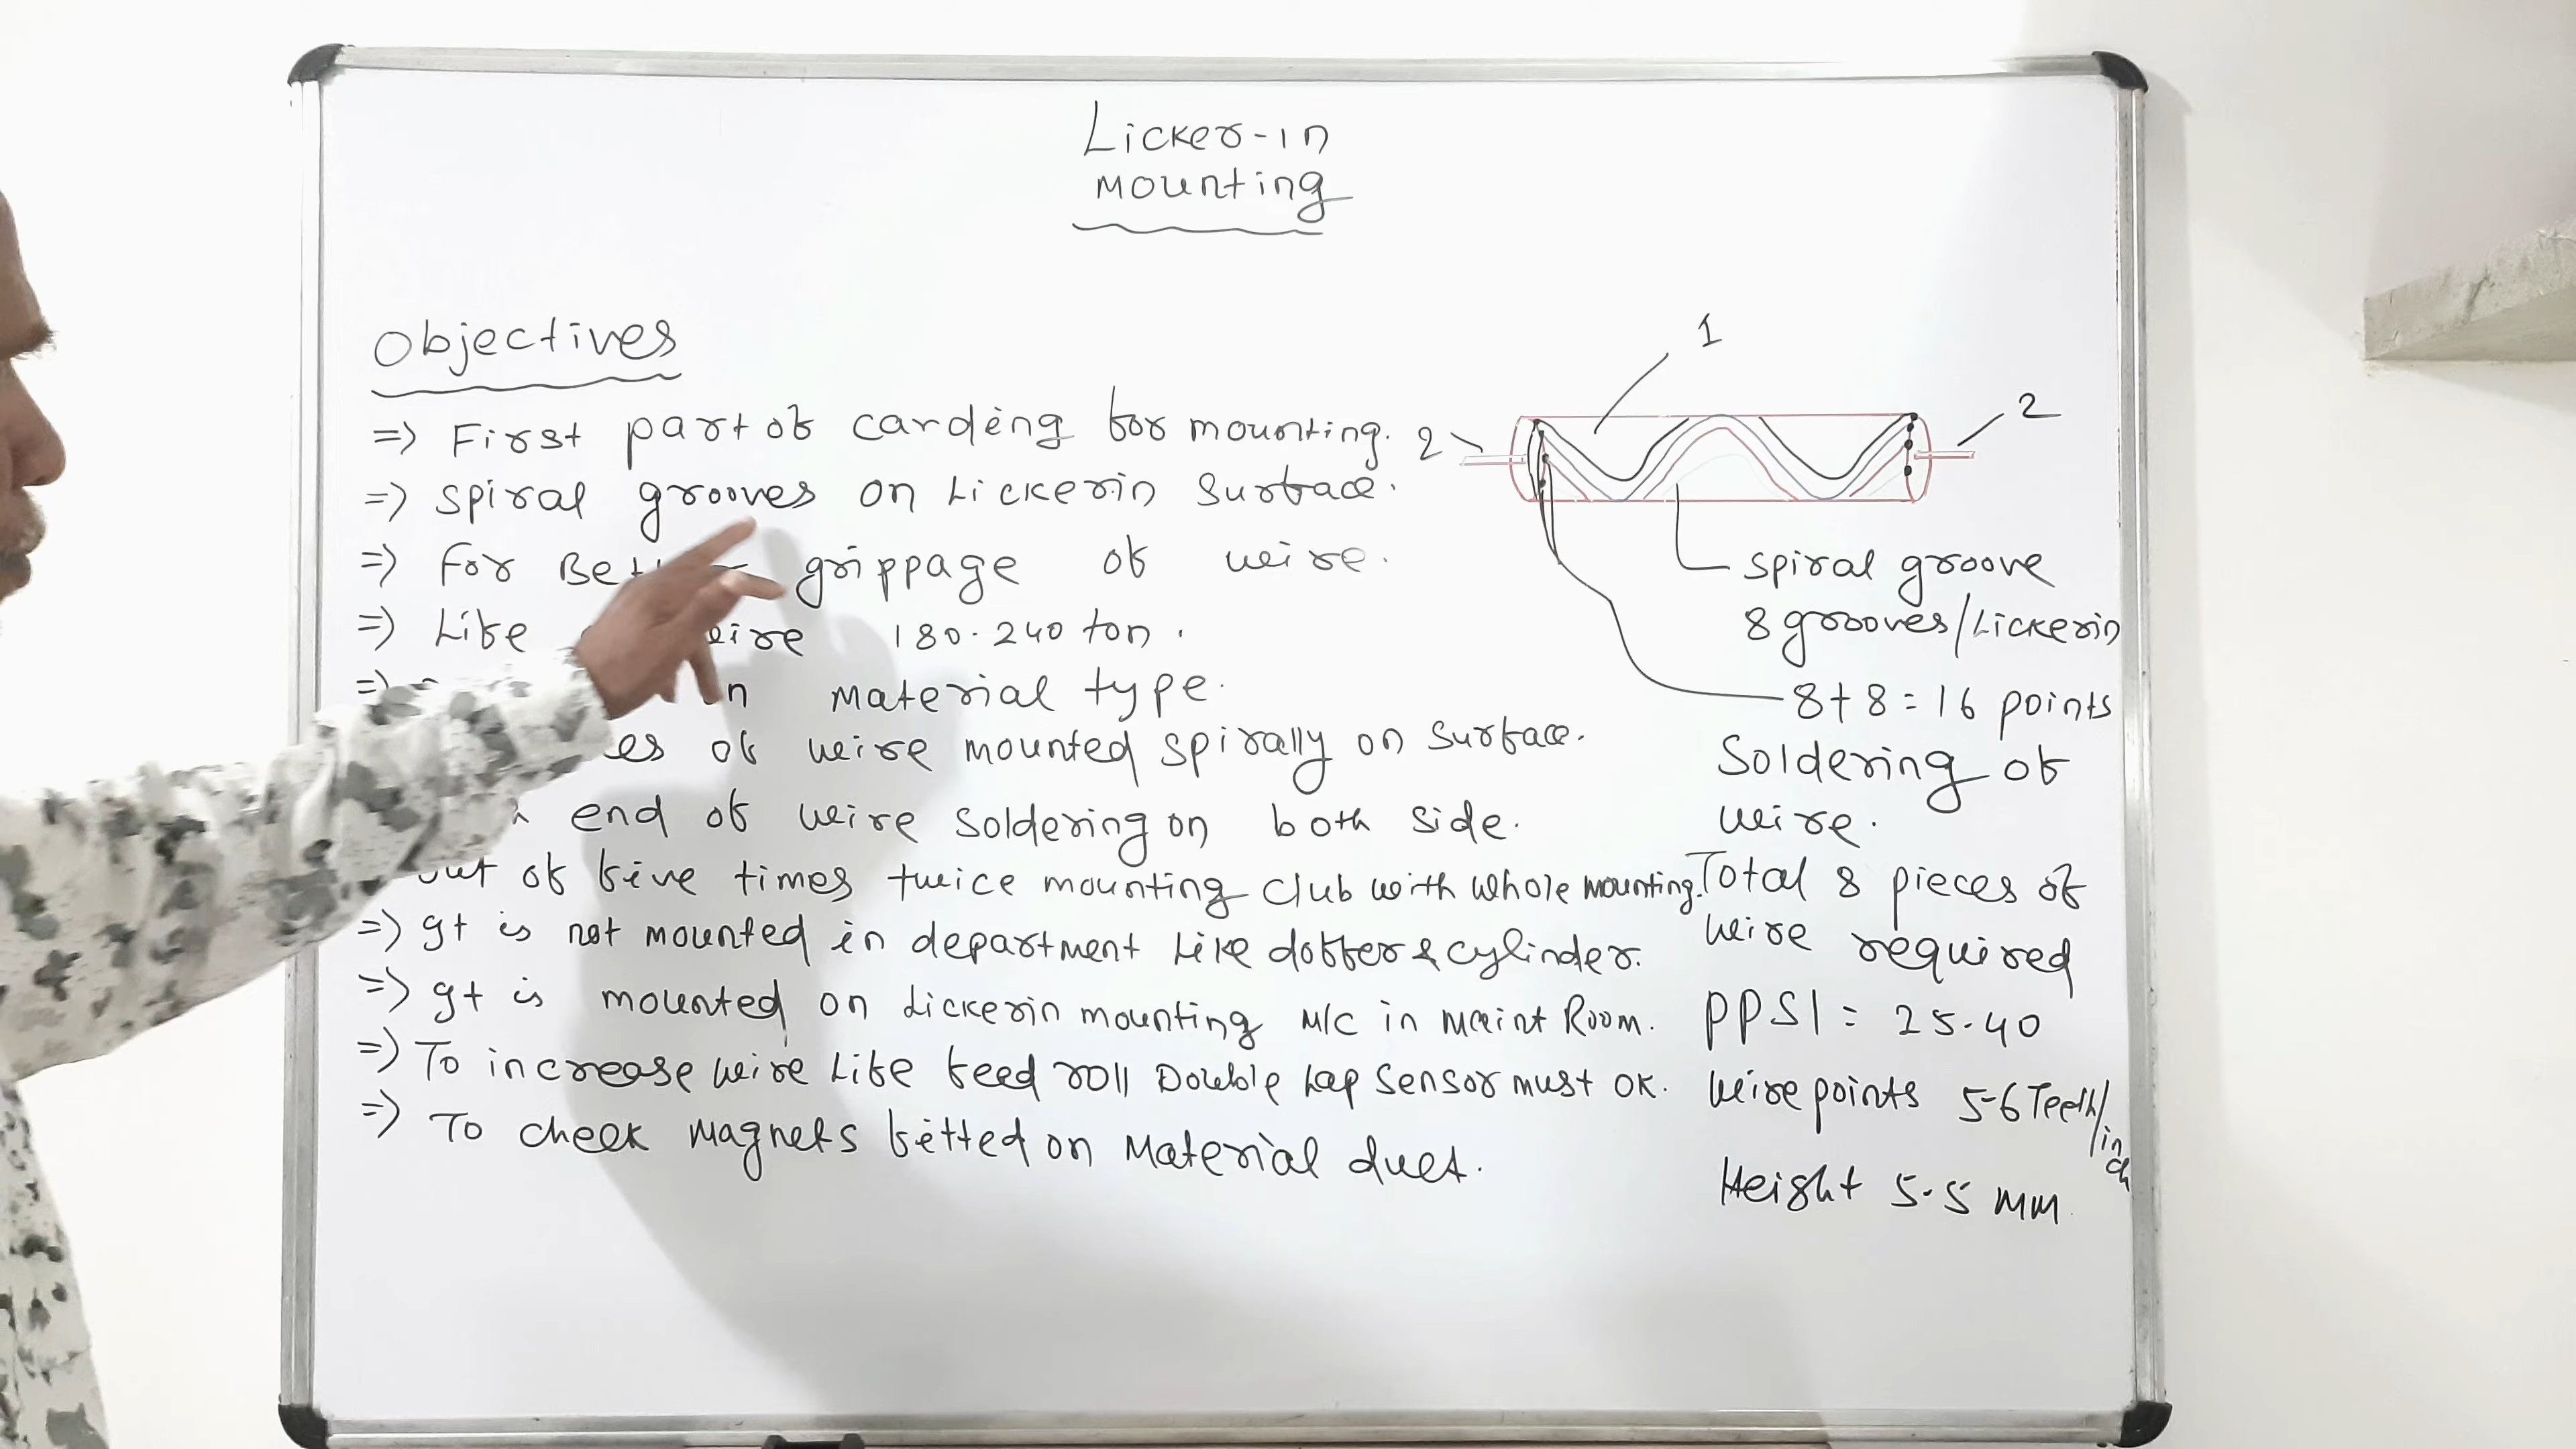 Licker-in
mounting
Objectives
=> First part of carding for mounting.
=> Spiral grooves on Lickerin Surface.
=> For grippage of wire.
=> Life wire 180-240 ton.
=> material type.
of wire mounted spirally on surface.
end of wire soldering on both side.
out of five times twice mounting club with whole mounting.
=> It is not mounted in department like doffer & cylinder.
=> It is mounted on Lickerin mounting M/C in Maint Room.
=> To increase wire life feed roll Double Lap Sensor must OK.
=> To check Magnets fitted on Material duct.
1
2
2
spiral groove
8 grooves/Lickerin
8+8=16 points
Soldering of
wire.
Total 8 pieces of
wire required
PPSI = 25-40
Wire points 5-6 Teeth/inch
Height 5.5 mm